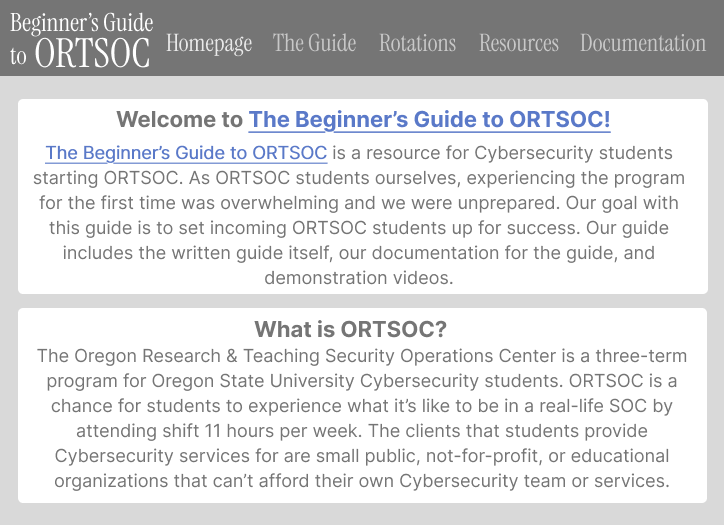 Beginner’s Guide
to ORTSOC
Homepage The Guide Rotations Resources Documentation
Welcome to The Beginner’s Guide to ORTSOC!
The Beginner’s Guide to ORTSOC is a resource for Cybersecurity students
starting ORTSOC. As ORTSOC students ourselves, experiencing the program
for the first time was overwhelming and we were unprepared. Our goal with
this guide is to set incoming ORTSOC students up for success. Our guide
includes the written guide itself, our documentation for the guide, and
demonstration videos.
What is ORTSOC?
The Oregon Research & Teaching Security Operations Center is a three-term
program for Oregon State University Cybersecurity students. ORTSOC is a
chance for students to experience what it’s like to be in a real-life SOC by
attending shift 11 hours per week. The clients that students provide
Cybersecurity services for are small public, not-for-profit, or educational
organizations that can’t afford their own Cybersecurity team or services.